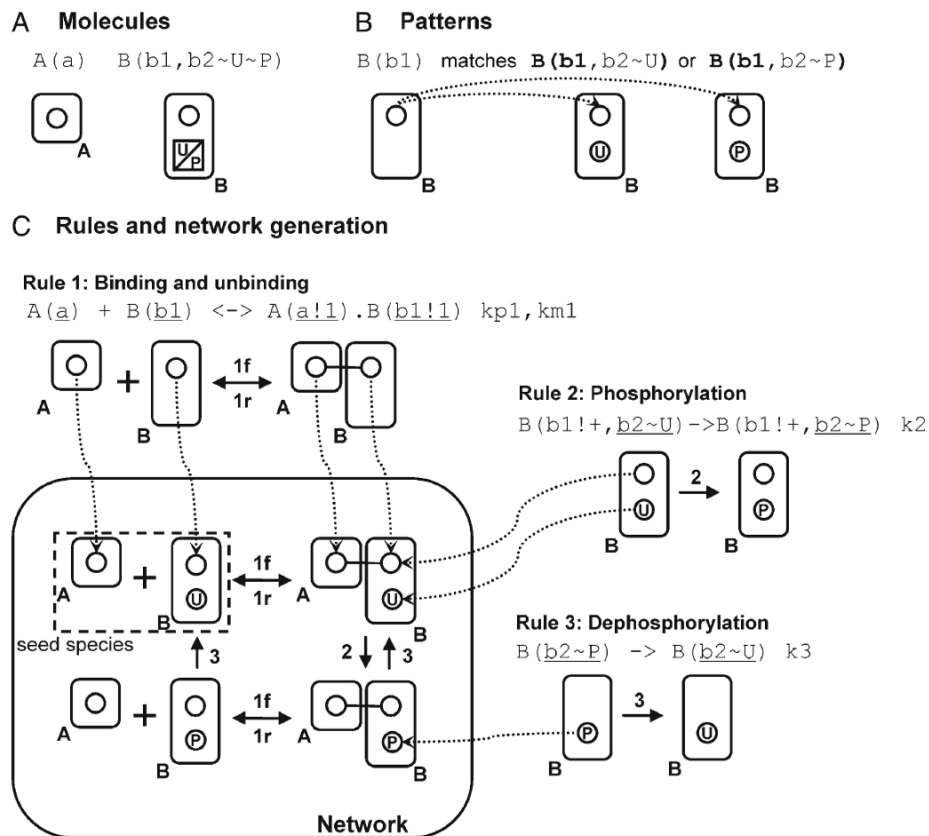 A Molecules
A(a) B(b1,b2~U~P)
A
U
P
B
B Patterns
B(b1) matches B(b1,b2~U) or B(b1,b2~P)
B
U
B
P
B
C Rules and network generation
Rule 1: Binding and unbinding
A(a) + B(b1) <-> A(a!1).B(b1!1) kp1,km1
A
+
B
1f
1r
A
B
Rule 2: Phosphorylation
B(b1!+,b2~U)->B(b1!+,b2~P) k2
U
B
2
P
B
A
+
U
B
1f
1r
A
U
B
seed species
3
2
3
Rule 3: Dephosphorylation
B(b2~P) -> B(b2~U) k3
P
B
3
U
B
A
+
P
B
1f
1r
A
P
B
Network